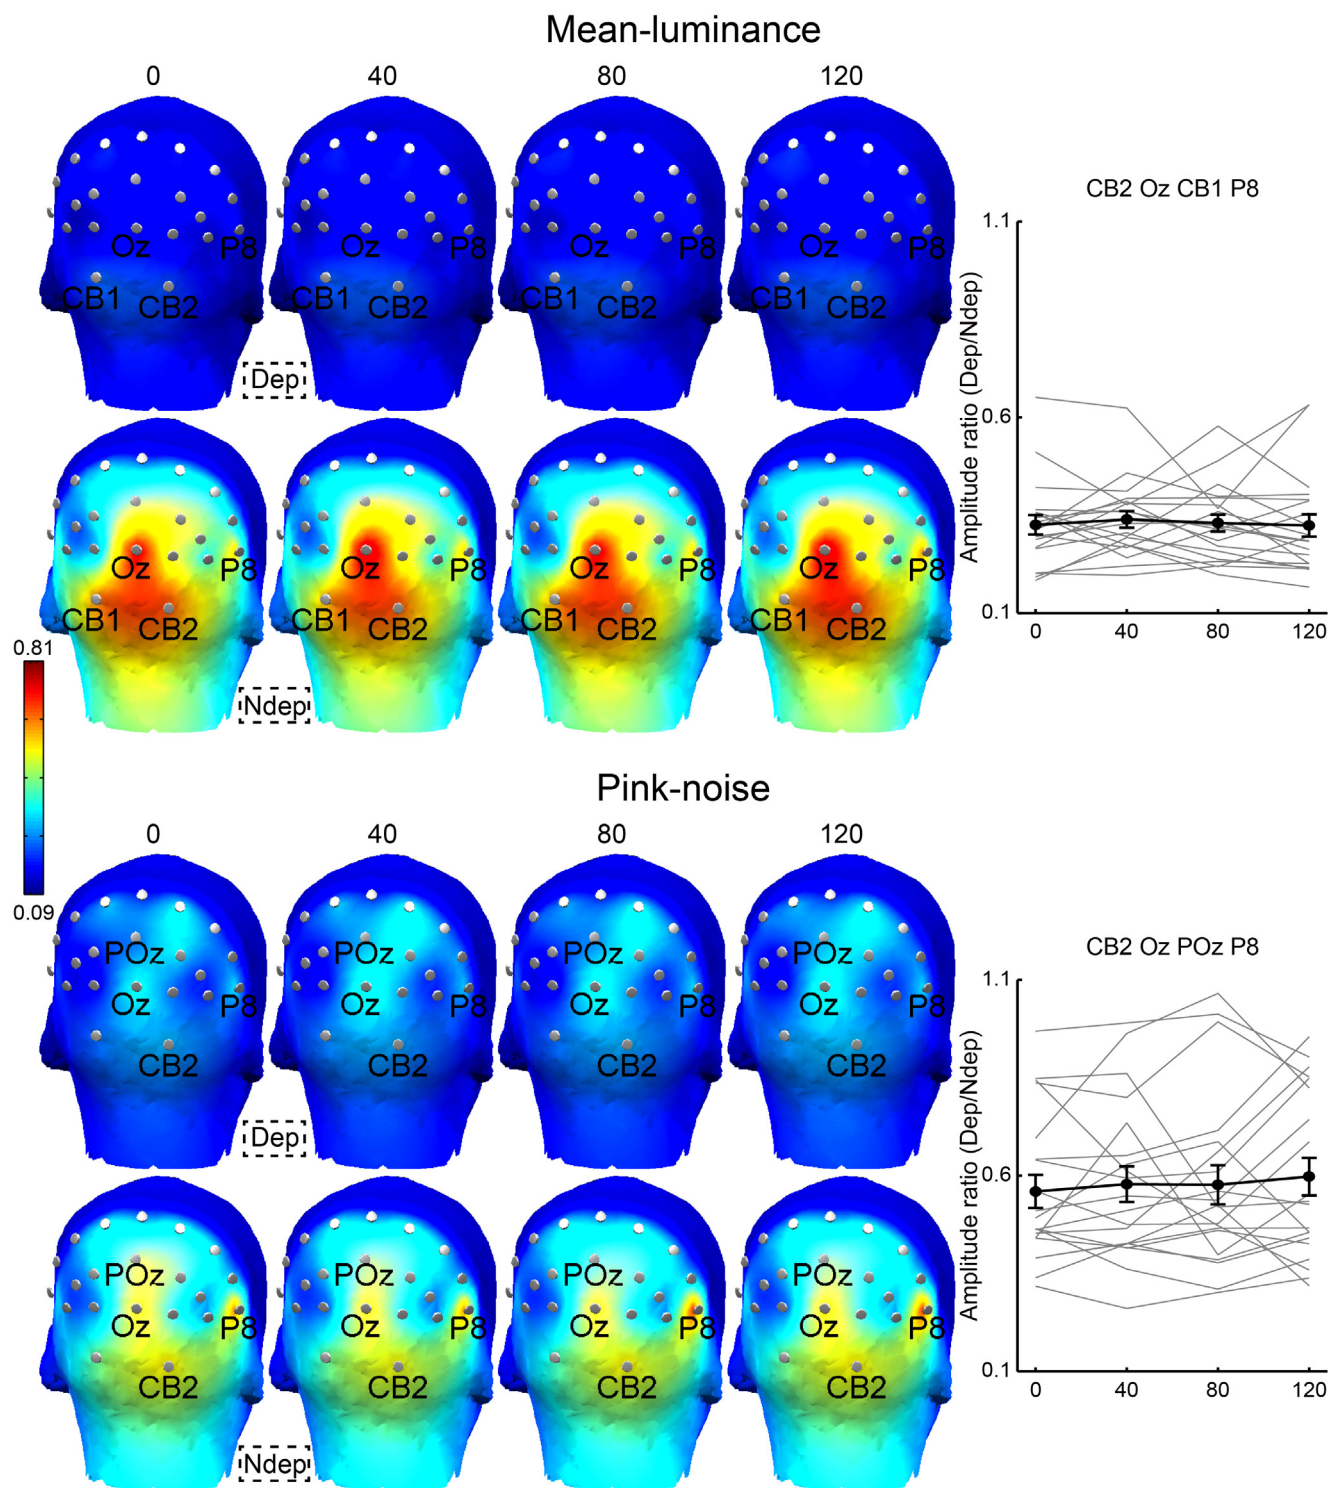 Mean-luminance
0 40 80 120
Oz P8 Oz P8 Oz P8 Oz P8
CB1 CB2 CB1 CB2 CB1 CB2 CB1 CB2
Dep
Oz P8 Oz P8 Oz P8 Oz P8
CB1 CB2 CB1 CB2 CB1 CB2 CB1 CB2
Ndep
CB2 Oz CB1 P8
Amplitude ratio (Dep/Ndep)
1.1
0.6
0.1
0 40 80 120
0.81
0.09
Pink-noise
0 40 80 120
POz POz POz POz
Oz P8 Oz P8 Oz P8 Oz P8
CB2 CB2 CB2 CB2
Dep
POz POz POz POz
Oz P8 Oz P8 Oz P8 Oz P8
CB2 CB2 CB2 CB2
Ndep
CB2 Oz POz P8
Amplitude ratio (Dep/Ndep)
1.1
0.6
0.1
0 40 80 120